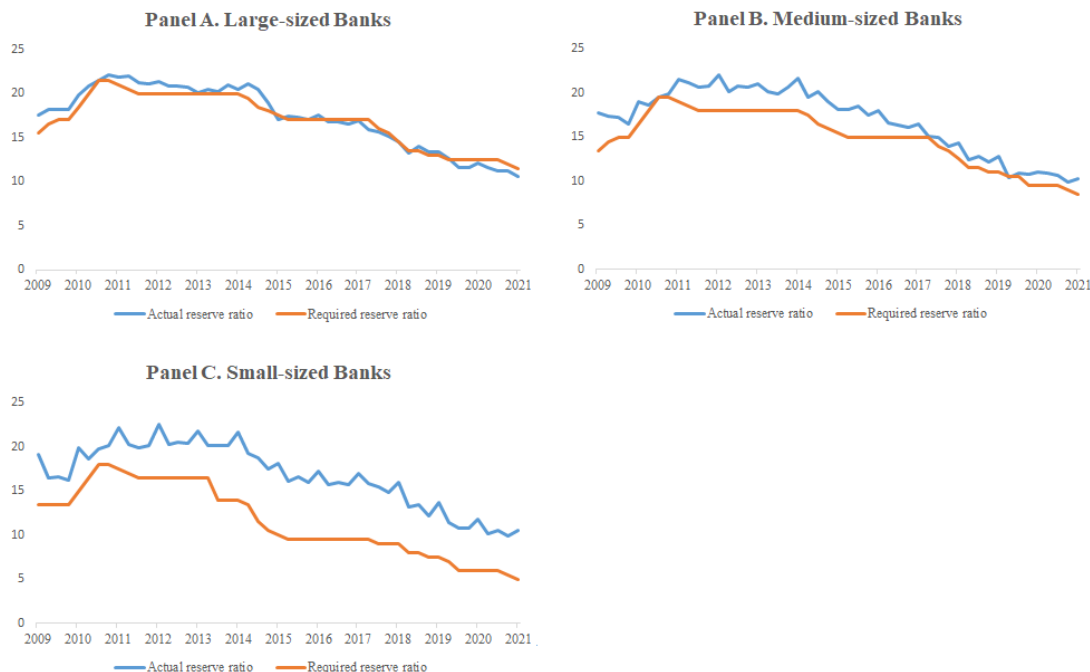 Panel A. Large-sized Banks
25
20
15
10
5
0
2009 2010 2011 2012 2013 2014 2015 2016 2017 2018 2019 2020 2021
Actual reserve ratio Required reserve ratio
Panel B. Medium-sized Banks
25
20
15
10
5
0
2009 2010 2011 2012 2013 2014 2015 2016 2017 2018 2019 2020 2021
Actual reserve ratio Required reserve ratio
Panel C. Small-sized Banks
25
20
15
10
5
0
2009 2010 2011 2012 2013 2014 2015 2016 2017 2018 2019 2020 2021
Actual reserve ratio Required reserve ratio